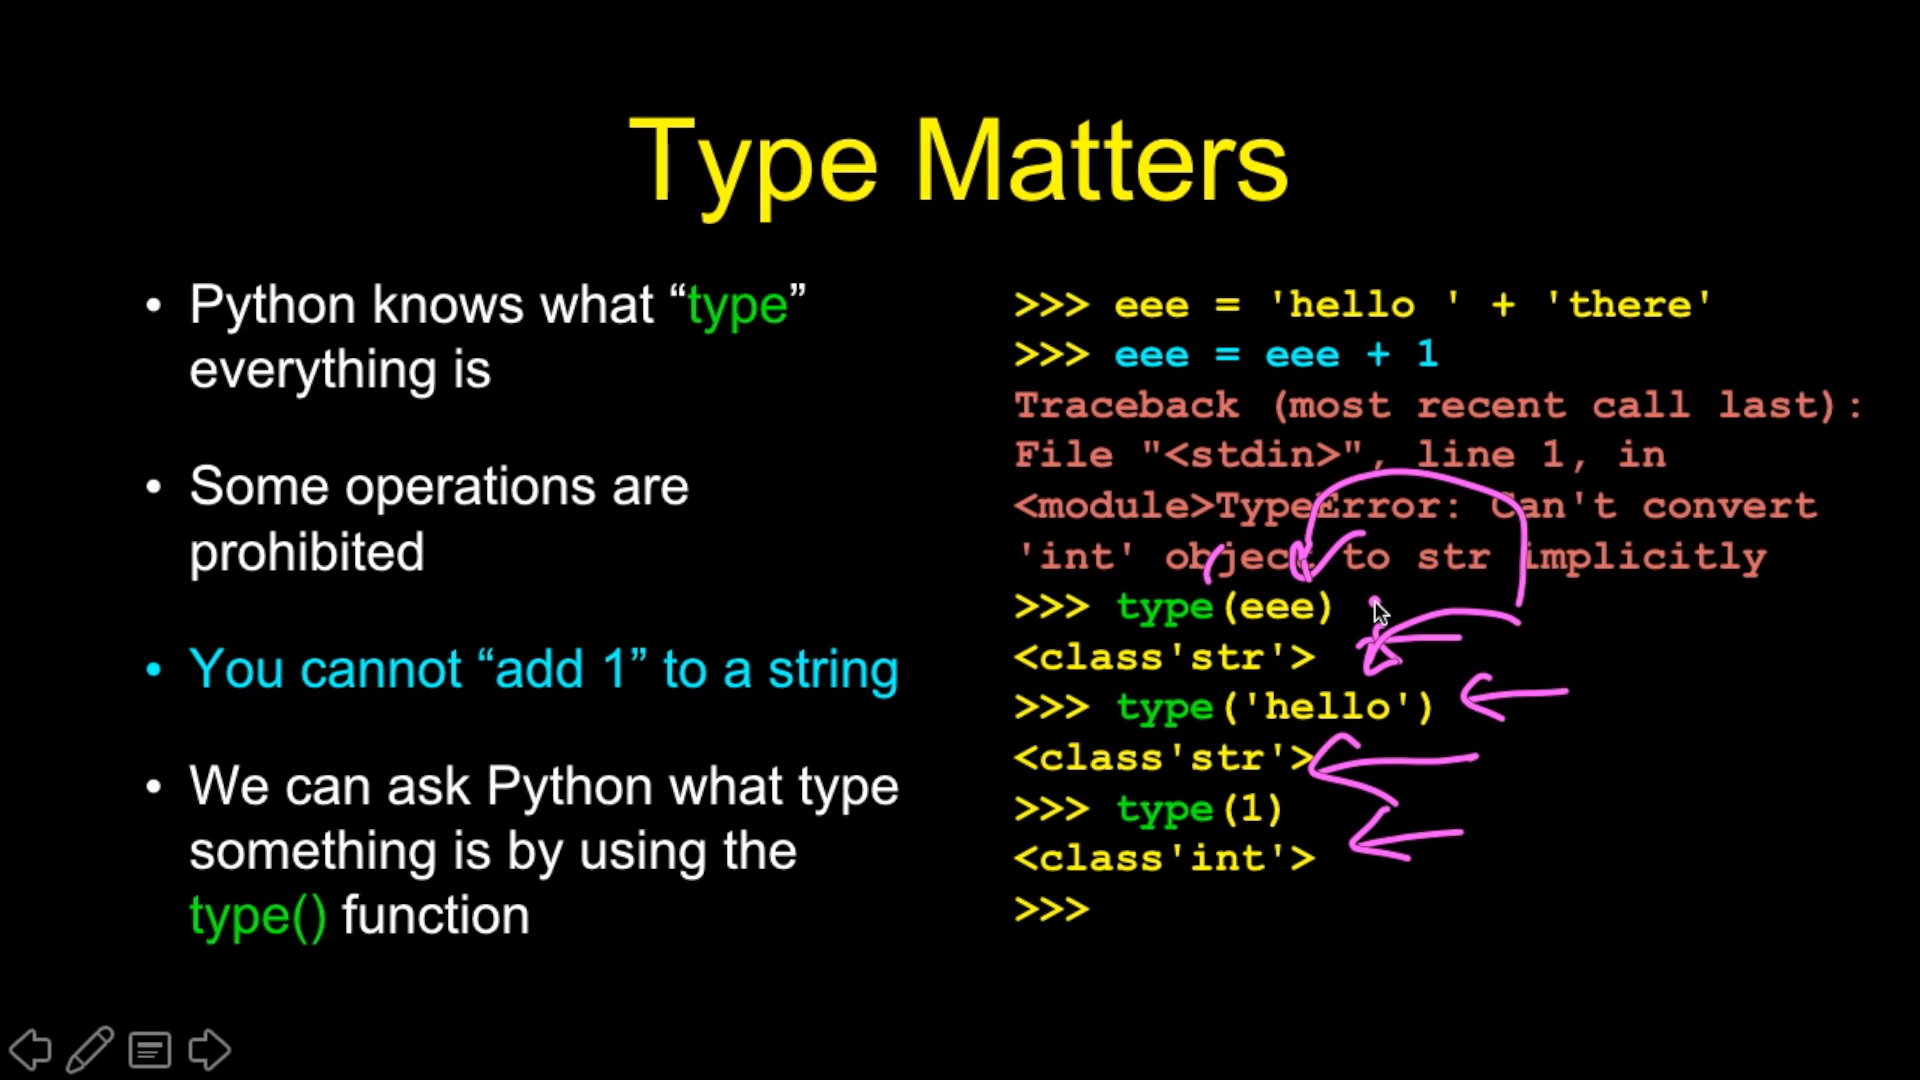 Type Matters
• Python knows what “type”
everything is
• Some operations are
prohibited
• You cannot “add 1” to a string
• We can ask Python what type
something is by using the
type() function
>>> eee = 'hello ' + 'there'
>>> eee = eee + 1
Traceback (most recent call last):
File "<stdin>", line 1, in
<module>TypeError: Can't convert
'int' object to str implicitly
>>> type(eee)
<class'str'>
>>> type('hello')
<class'str'>
>>> type(1)
<class'int'>
>>>